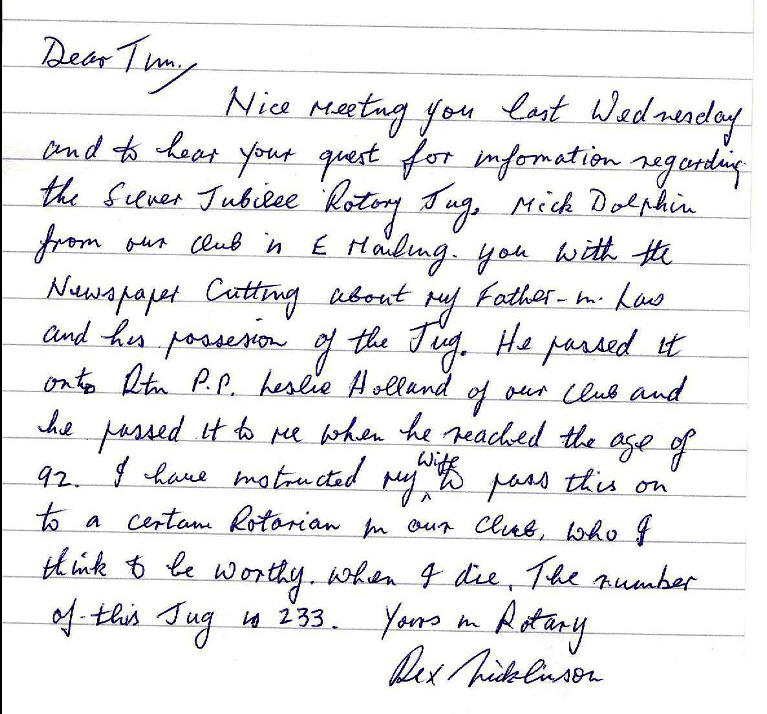 Dear Tim,
Nice meeting you last Wednesday
and to hear your quest for infomation regarding
the Silver Jubilee Rotary Jug. Mick Dolphin
from our club is E Mailing. you with the
Newspaper Cutting about my Father-in-Law
and his possesion of the Jug. He passed it
onto Rtn P.P. Leslie Holland of our club and
he passed it to me when he reached the age of
92. I have instructed my Wife to pass this on
to a certain Rotarian in our club, who I
think to be worthy. when I die. The number
of this Jug is 233. Yours in Rotary
Rex Nicklinson